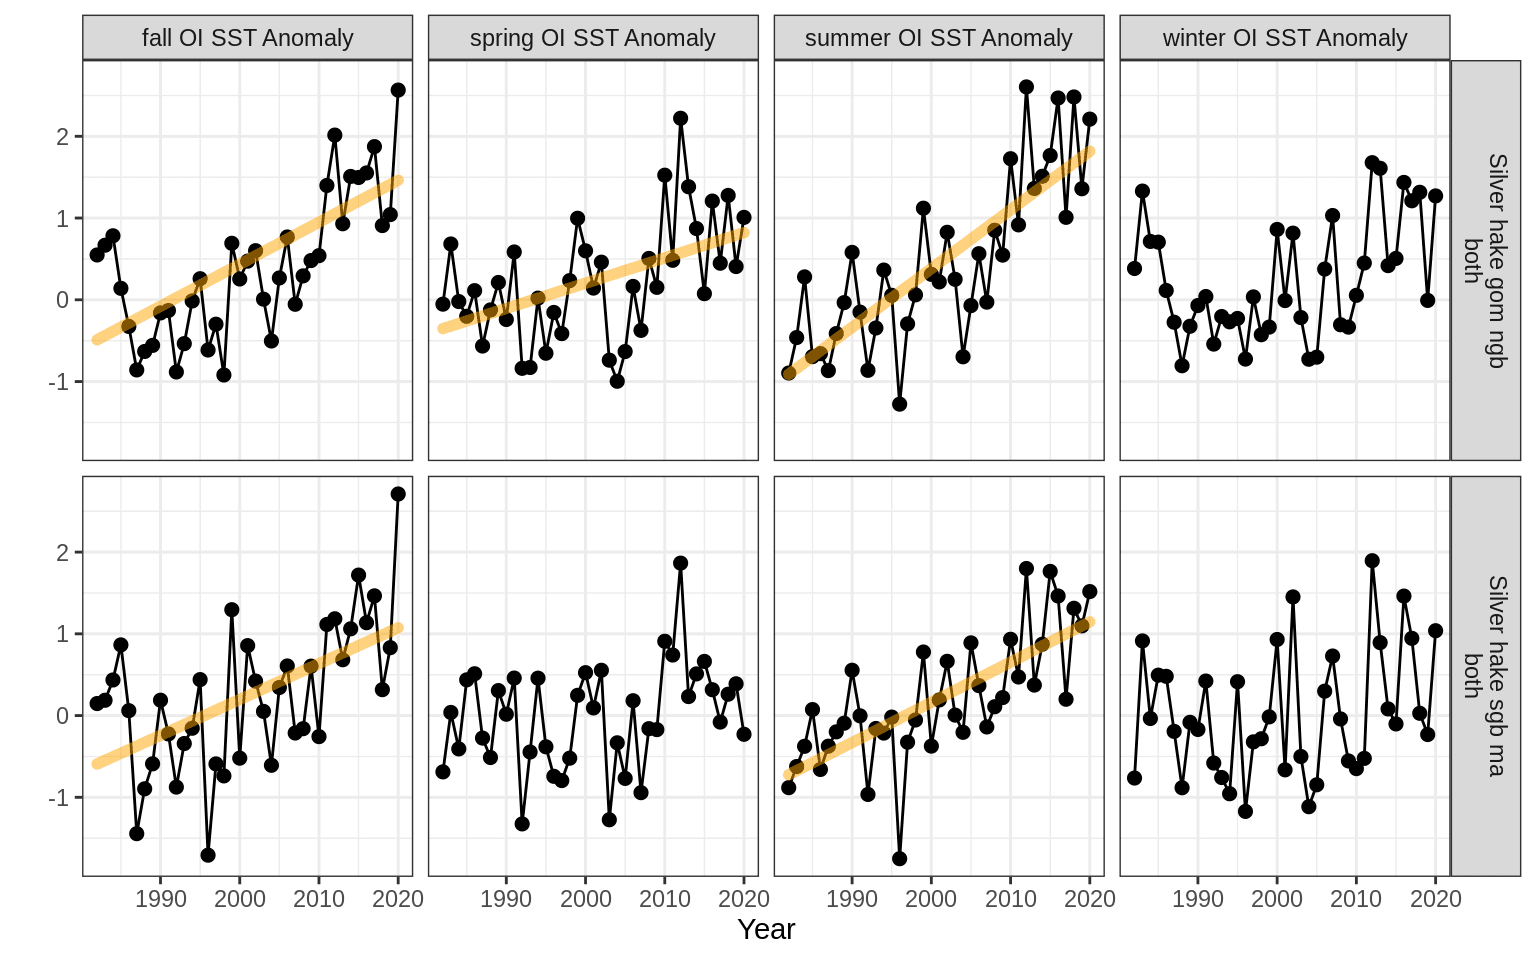 fall OI SST Anomaly
spring OI SST Anomaly
summer OI SST Anomaly
winter OI SST Anomaly
2
1
0
-1
Silver hake gom ngb
both
2
1
0
-1
Silver hake sgb ma
both
1990 2000 2010 2020
1990 2000 2010 2020
1990 2000 2010 2020
1990 2000 2010 2020
Year